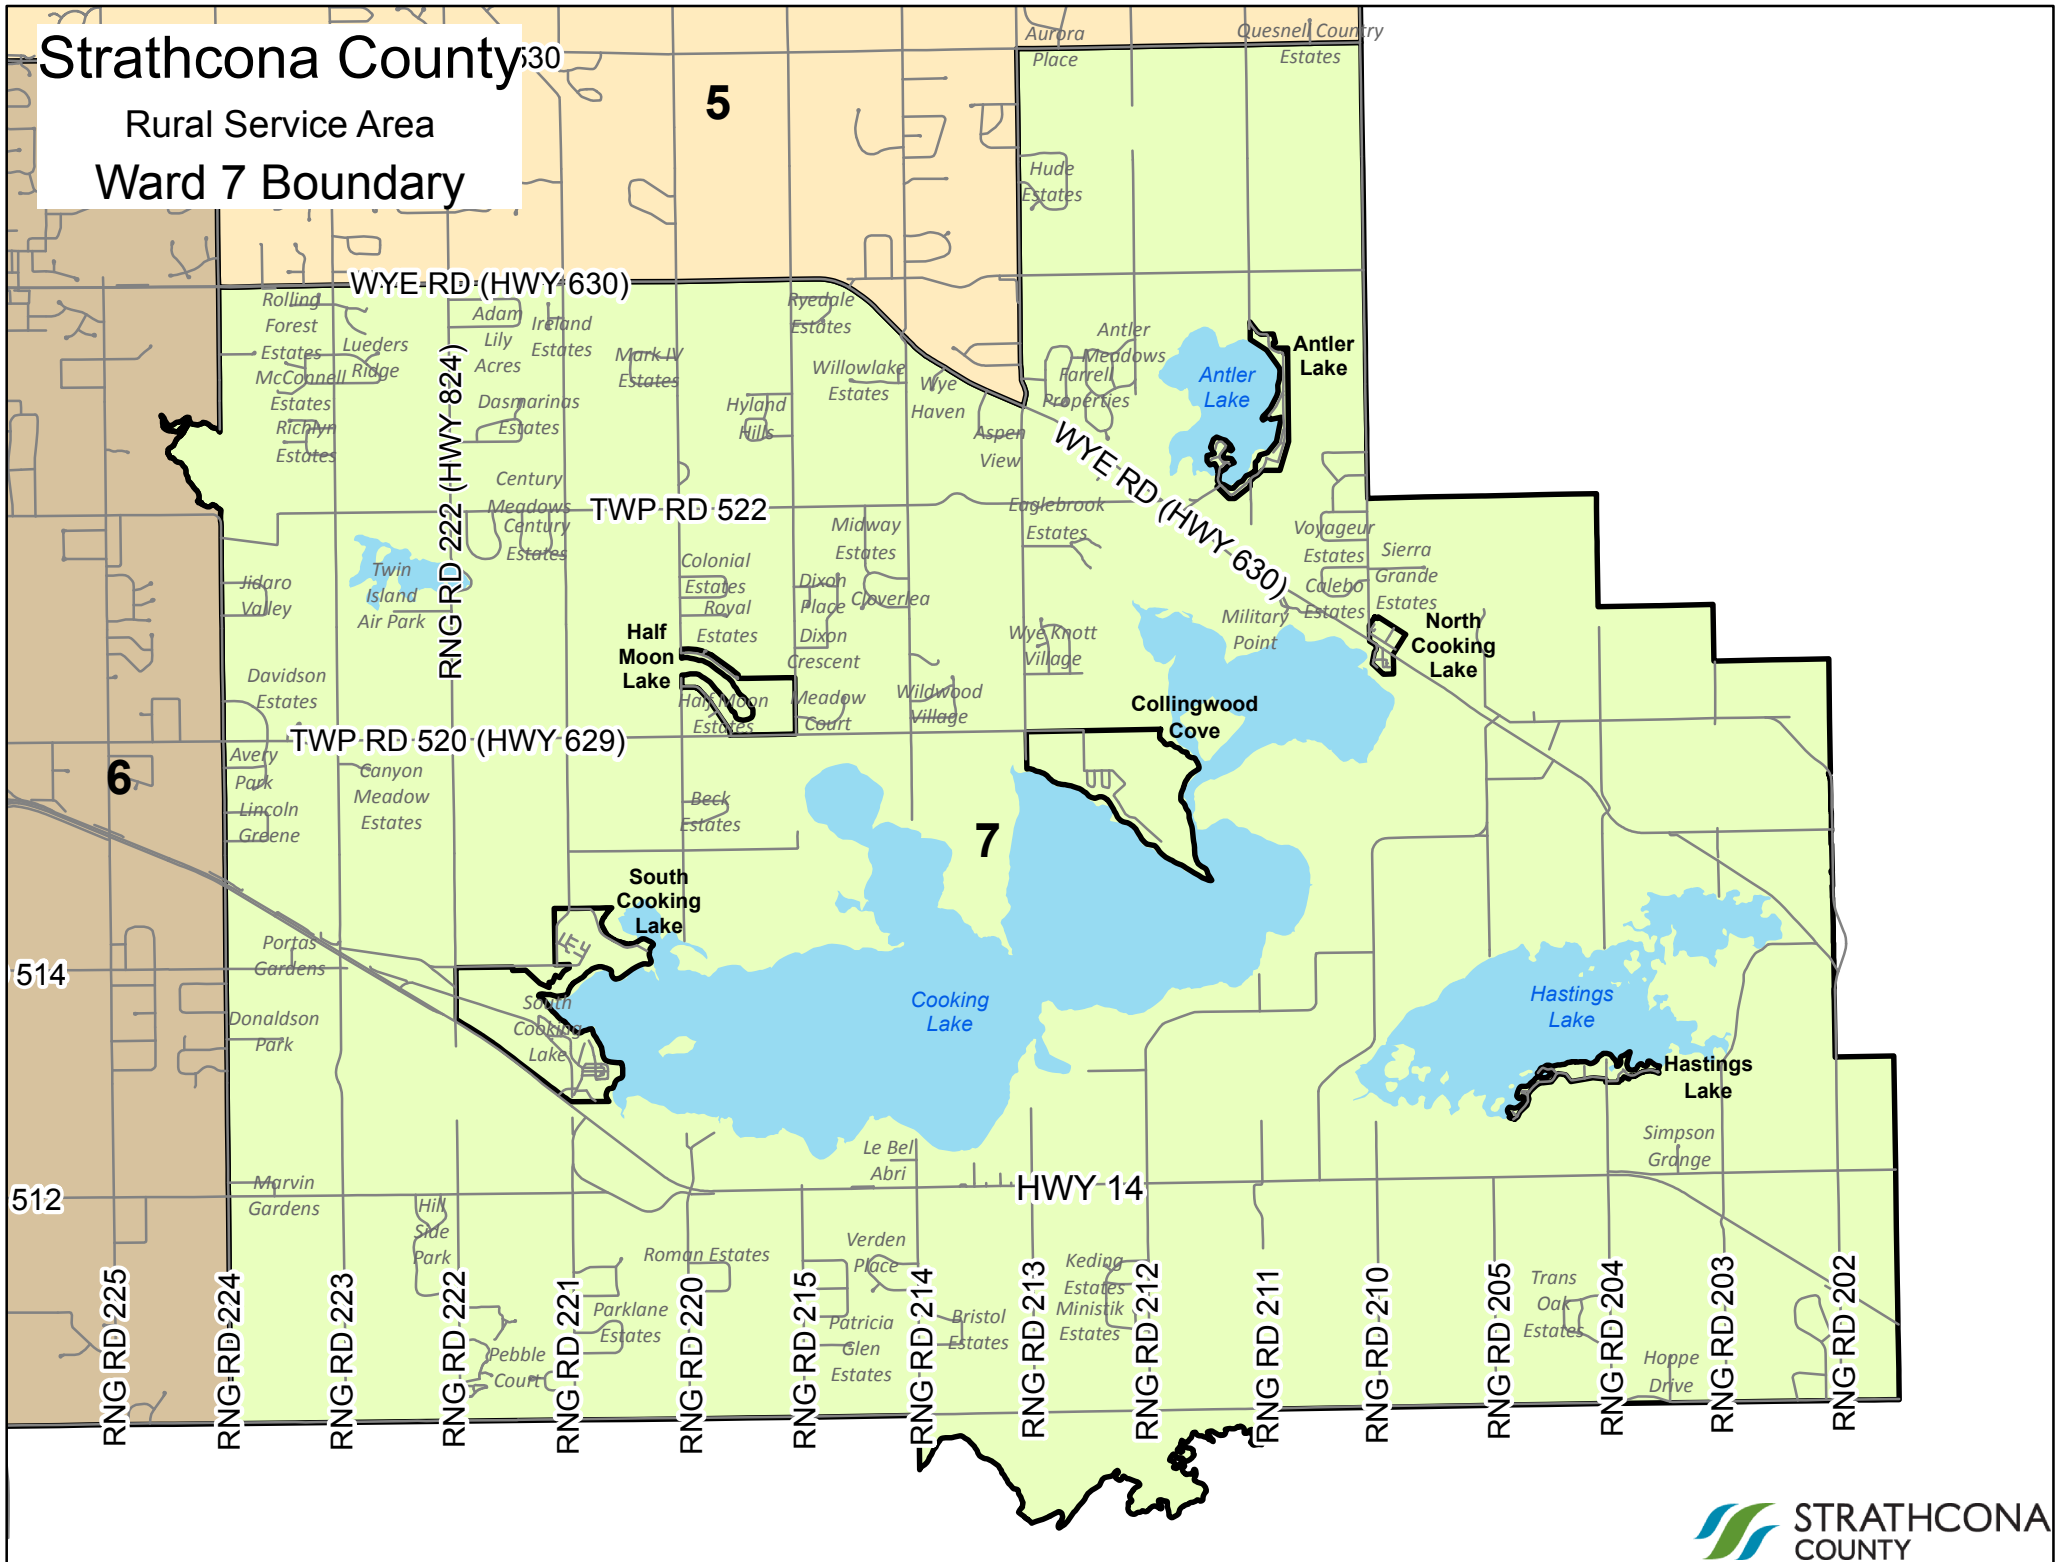 Strathcona County
Rural Service Area
Ward 7 Boundary
530
5
Aurora
Place
Quesnell Country
Estates
Hude
Estates
WYE RD (HWY 630)
Rolling
Forest
Estates
Lueders
Ridge
McConnell
Estates
Richlyn
Estates
Adam
Lily
Acres
Ireland
Estates
Dasmarinas
Estates
Mark IV
Estates
Ryedale
Estates
Willowlake
Estates
Wye
Haven
Hyland
Hills
Aspen
View
Antler
Meadows
Farrell
Properties
Antler
Lake
Antler
Lake
RNG RD 222 (HWY 824)
Century
Meadows
Century
Estates
TWP RD 522
Midway
Estates
Eaglebrook
Estates
WYE RD (HWY 630)
Voyageur
Estates
Sierra
Grande
Estates
Calebo
Estates
Military
Point
North
Cooking
Lake
Twin
Island
Air Park
Jidaro
Valley
Colonial
Estates
Royal
Estates
Dixon
Place
Cloverlea
Dixon
Crescent
Half
Moon
Lake
Half Moon
Estates
Meadow
Court
Wildwood
Village
Wye Knott
Village
Collingwood
Cove
Davidson
Estates
TWP RD 520 (HWY 629)
6
Avery
Park
Lincoln
Greene
Canyon
Meadow
Estates
Beck
Estates
7
South
Cooking
Lake
Portas
Gardens
514
Donaldson
Park
South
Cooking
Lake
Cooking
Lake
Hastings
Lake
Hastings
Lake
Simpson
Grange
Le Bel
Abri
HWY 14
512
Marvin
Gardens
Hill
Side
Park
Roman Estates
Verden
Place
Keding
Estates
Ministik
Estates
Parklane
Estates
Pebble
Court
Patricia
Glen
Estates
Bristol
Estates
Trans
Oak
Estates
Hoppe
Drive
RNG RD 225
RNG RD 224
RNG RD 223
RNG RD 222
RNG RD 221
RNG RD 220
RNG RD 215
RNG RD 214
RNG RD 213
RNG RD 212
RNG RD 211
RNG RD 210
RNG RD 205
RNG RD 204
RNG RD 203
RNG RD 202
STRATHCONA
COUNTY